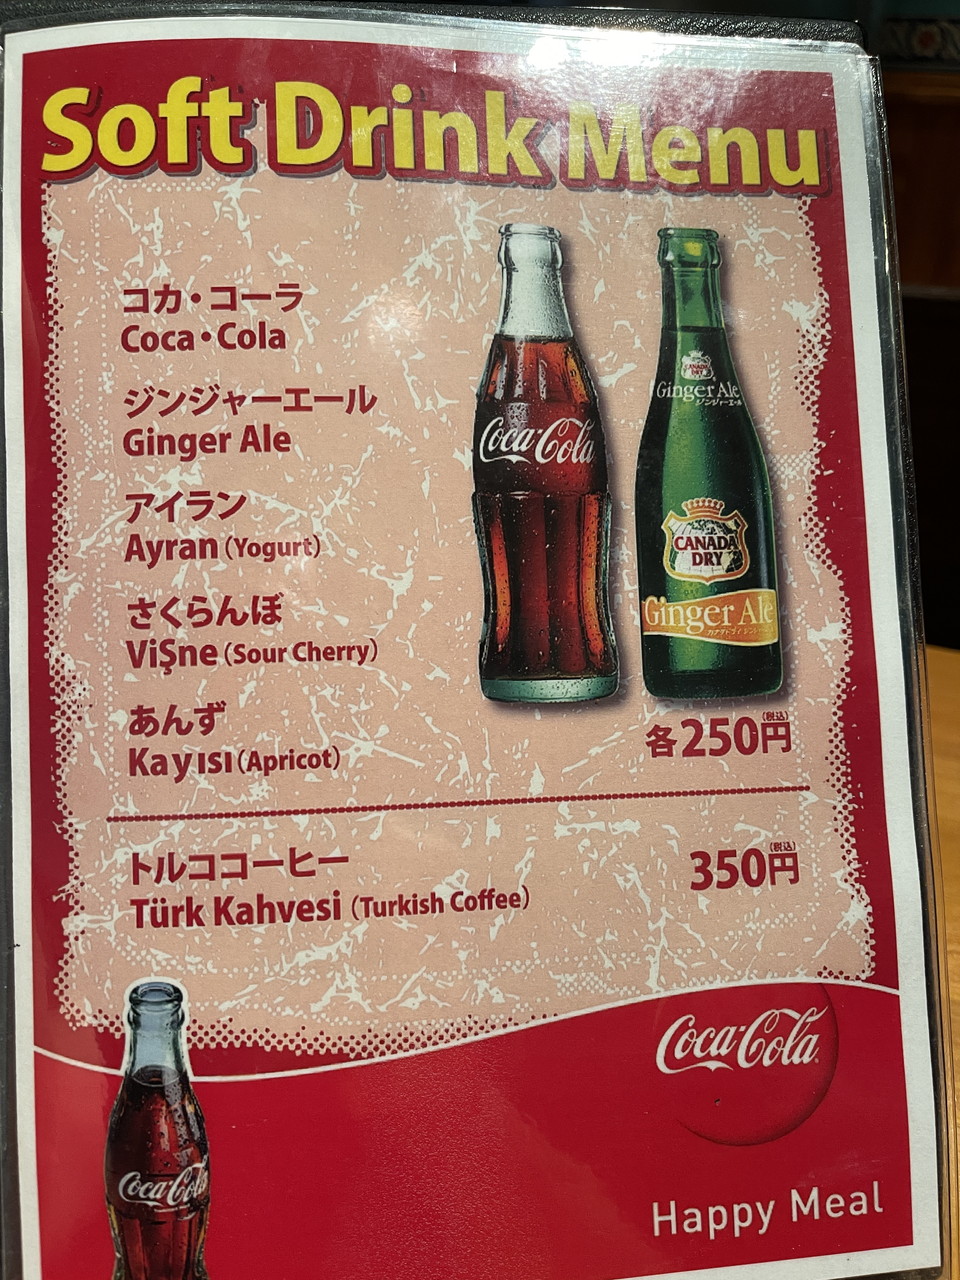 Soft Drink Menu
コカ・コーラ
Coca・Cola
ジンジャーエール
Ginger Ale
アイラン
Ayran (Yogurt)
さくらんぼ
ViŞne (Sour Cherry)
あんず
Kayısı (Apricot)
Coca-Cola
CANADA DRY
Ginger Ale
ジンジャーエール
CANADA
DRY
Ginger Ale
(税込)
各250円
トルココーヒー
Türk Kahvesi (Turkish Coffee)
(税込)
350円
Coca-Cola
Coca-Cola
Happy Meal